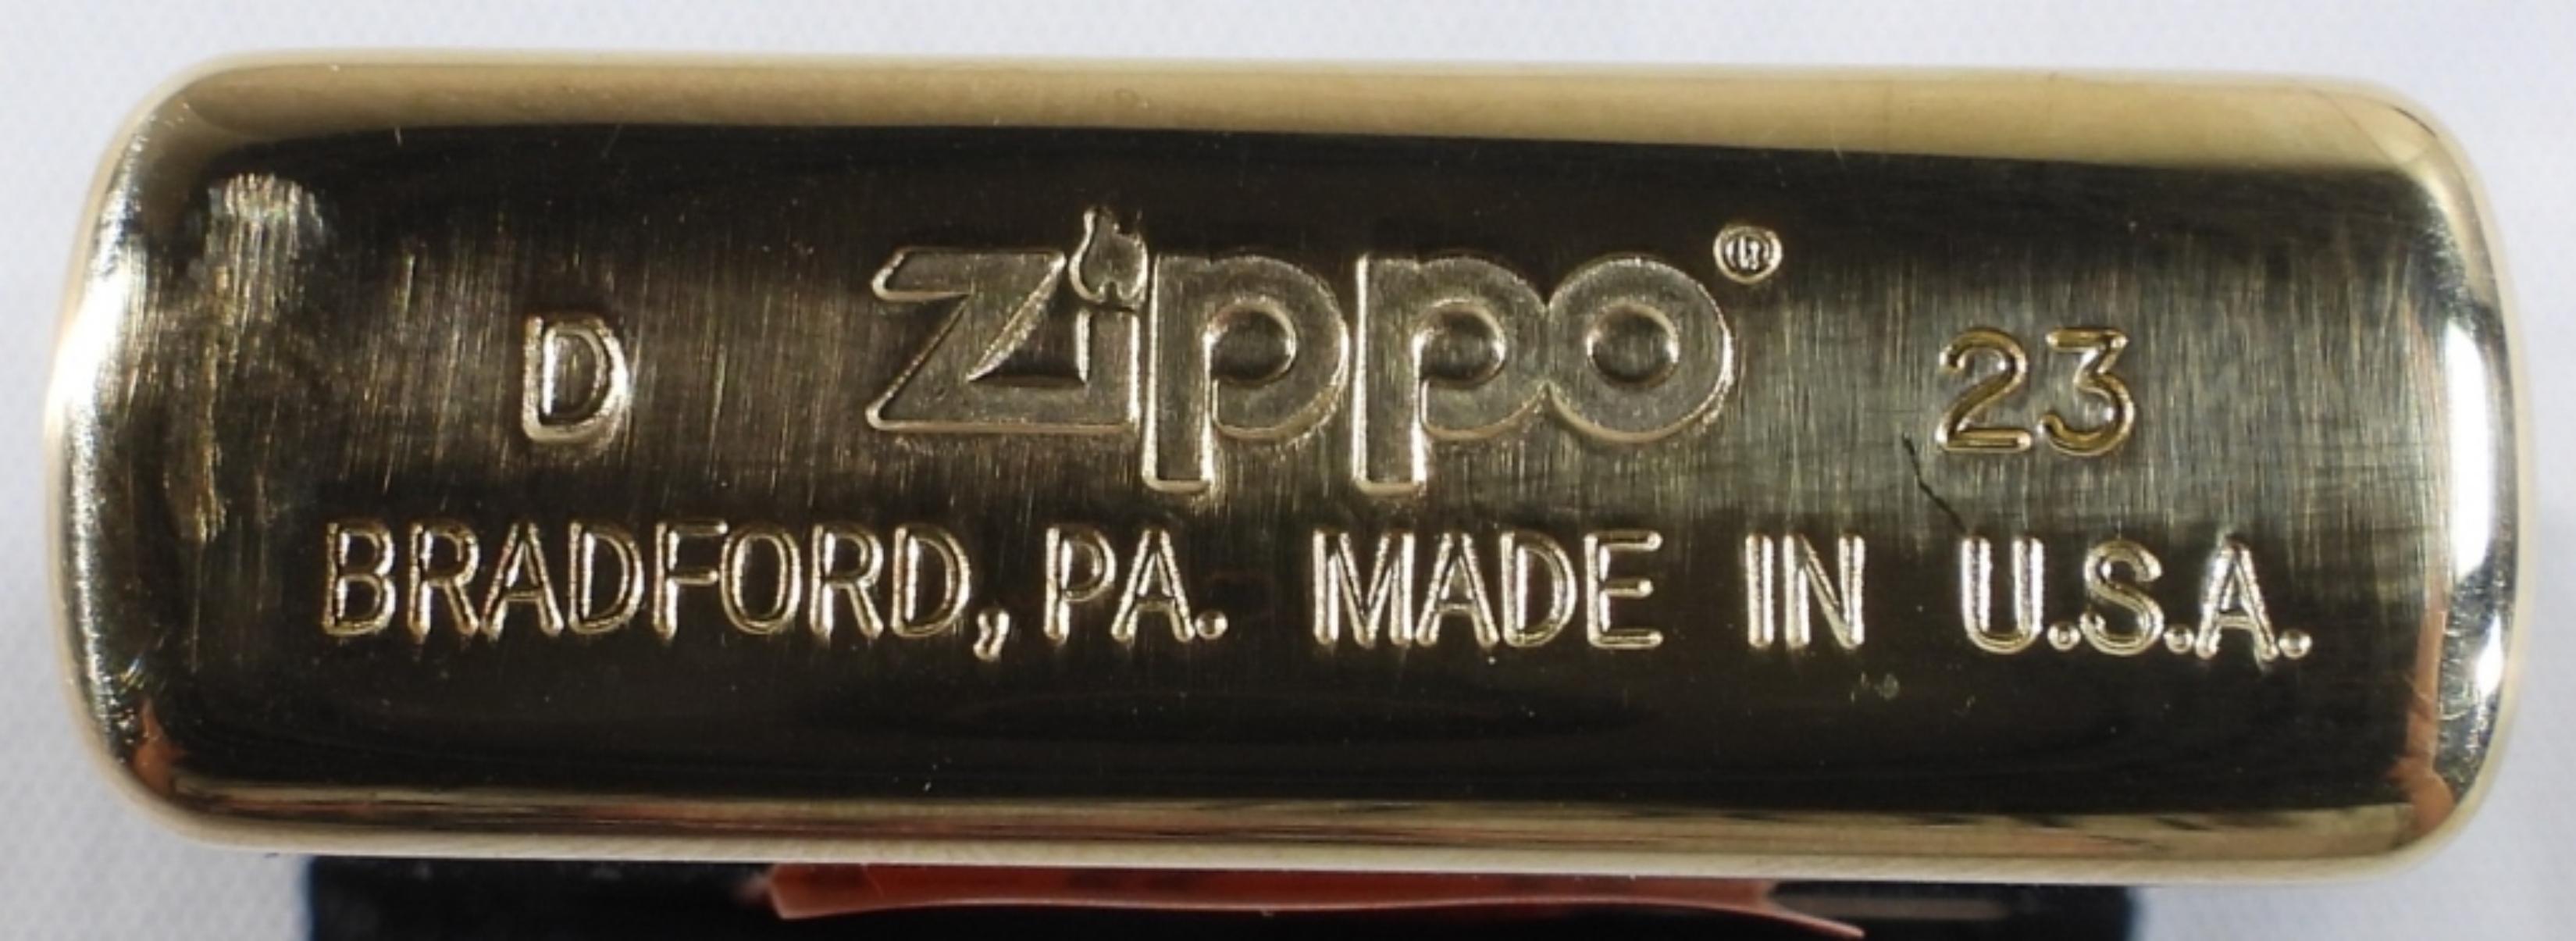 D Zippo® 23
BRADFORD, PA. MADE IN U.S.A.